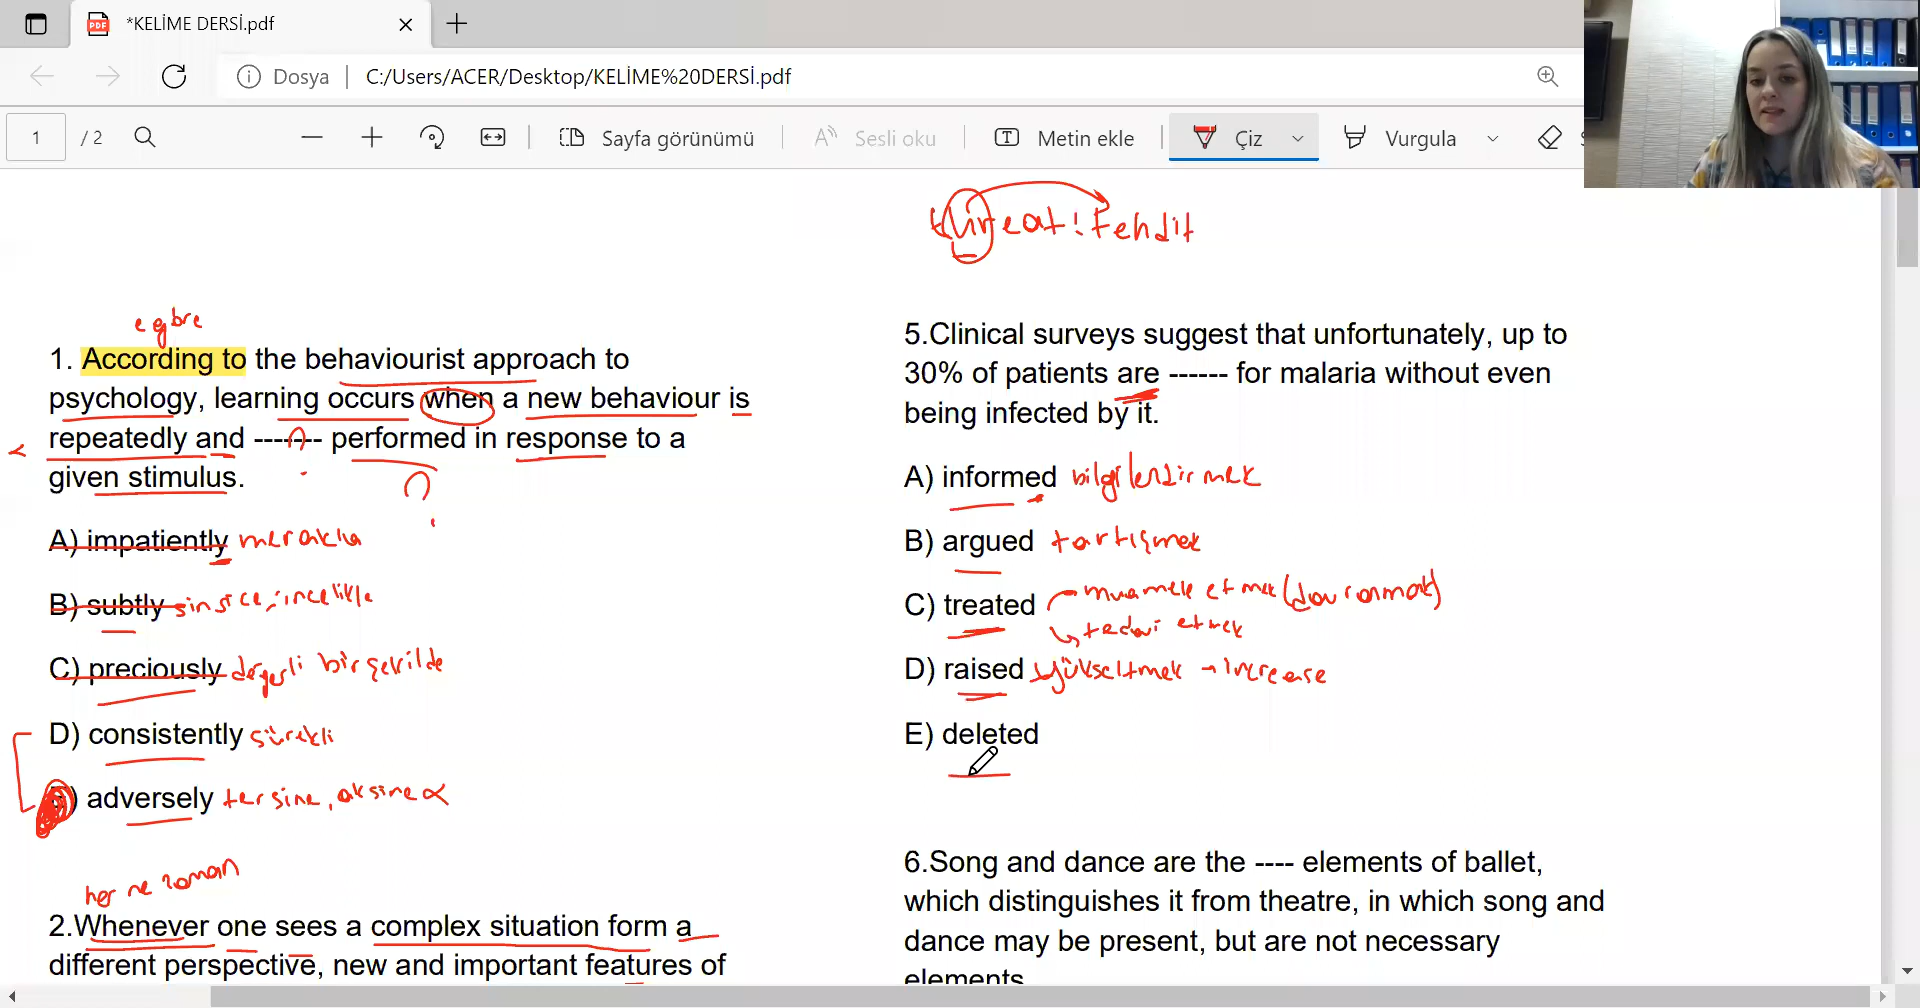 *KELİME DERSİ.pdf
Dosya
C:/Users/ACER/Desktop/KELİME%20DERSİ.pdf
1 / 2
Sayfa görünümü
Sesli oku
Metin ekle
Çiz
Vurgula
threat: tehdit
egöre
1. According to the behaviourist approach to
psychology, learning occurs when a new behaviour is
repeatedly and ------- performed in response to a
given stimulus.
?
?
A) impatiently merakla
B) subtly sinsice, incelikle
C) preciously değerli bir şekilde
D) consistently sürekli
) adversely tersine, aksine
her ne zaman
2.Whenever one sees a complex situation form a
different perspective, new and important features of
5.Clinical surveys suggest that unfortunately, up to
30% of patients are ------ for malaria without even
being infected by it.
A) informed bilgilendirmek
B) argued tartışmak
C) treated muamele etmek (davranmak)
tedavi etmek
D) raised yükseltmek → increase
E) deleted
6.Song and dance are the ---- elements of ballet,
which distinguishes it from theatre, in which song and
dance may be present, but are not necessary
elements